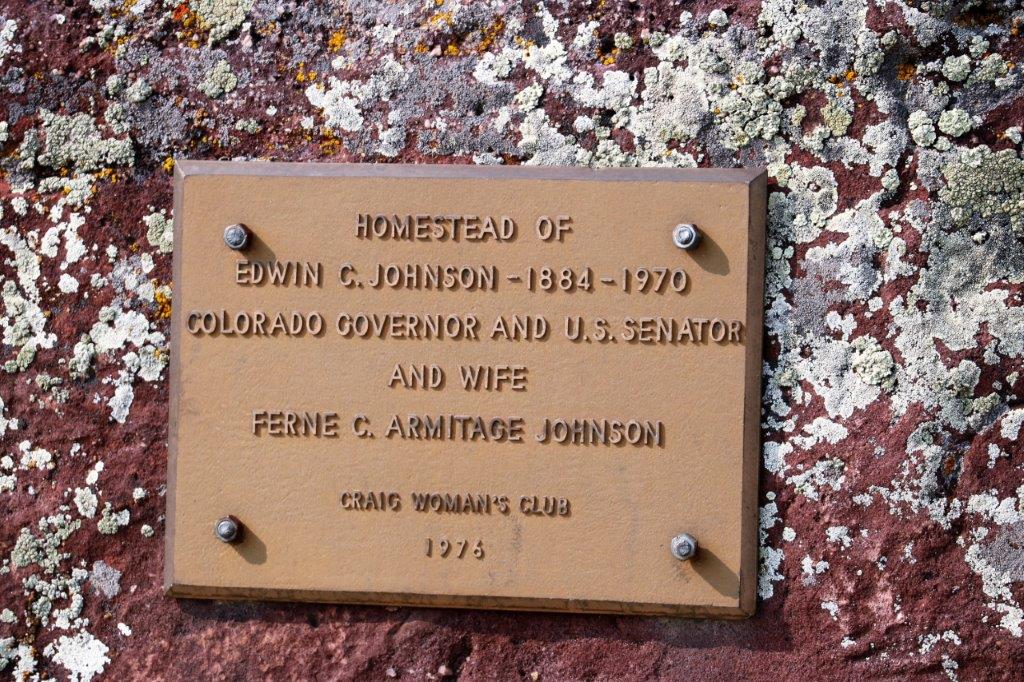 HOMESTEAD OF
EDWIN C. JOHNSON - 1884 - 1970
COLORADO GOVERNOR AND U.S. SENATOR
AND WIFE
FERNE C. ARMITAGE JOHNSON
CRAIG WOMAN'S CLUB
1976